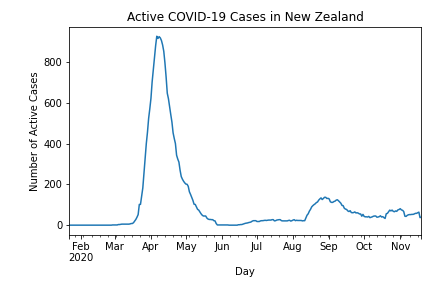 Active COVID-19 Cases in New Zealand
Number of Active Cases
800
600
400
200
0
Feb Mar Apr May Jun Jul Aug Sep Oct Nov
2020
Day